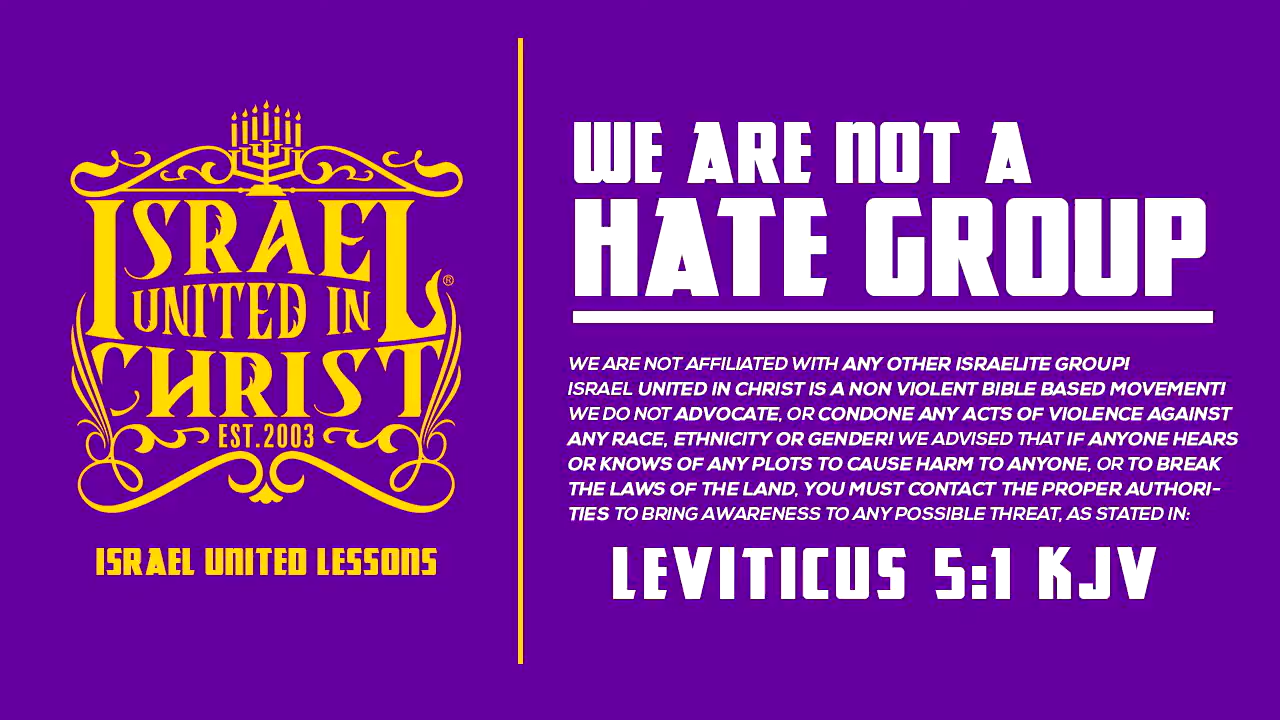 ISRAEL
UNITED IN
CHRIST
®
EST.2003
ISRAEL UNITED LESSONS
WE ARE NOT A
HATE GROUP
WE ARE NOT AFFILIATED WITH ANY OTHER ISRAELITE GROUP!
ISRAEL UNITED IN CHRIST IS A NON VIOLENT BIBLE BASED MOVEMENT!
WE DO NOT ADVOCATE, OR CONDONE ANY ACTS OF VIOLENCE AGAINST
ANY RACE, ETHNICITY OR GENDER! WE ADVISED THAT IF ANYONE HEARS
OR KNOWS OF ANY PLOTS TO CAUSE HARM TO ANYONE, OR TO BREAK
THE LAWS OF THE LAND, YOU MUST CONTACT THE PROPER AUTHORI-
TIES TO BRING AWARENESS TO ANY POSSIBLE THREAT, AS STATED IN:
LEVITICUS 5:1 KJV